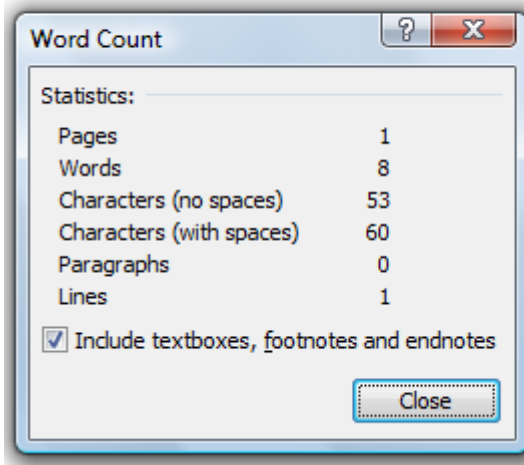 Word Count
Statistics:
Pages 1
Words 8
Characters (no spaces) 53
Characters (with spaces) 60
Paragraphs 0
Lines 1
Include textboxes, footnotes and endnotes
Close